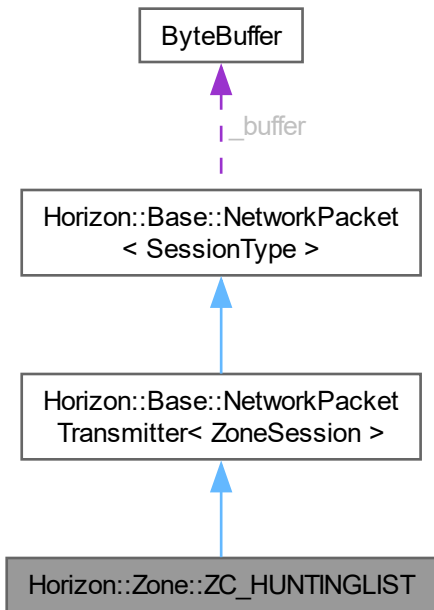 ByteBuffer
_buffer
Horizon::Base::NetworkPacket
< SessionType >
Horizon::Base::NetworkPacket
Transmitter< ZoneSession >
Horizon::Zone::ZC_HUNTINGLIST